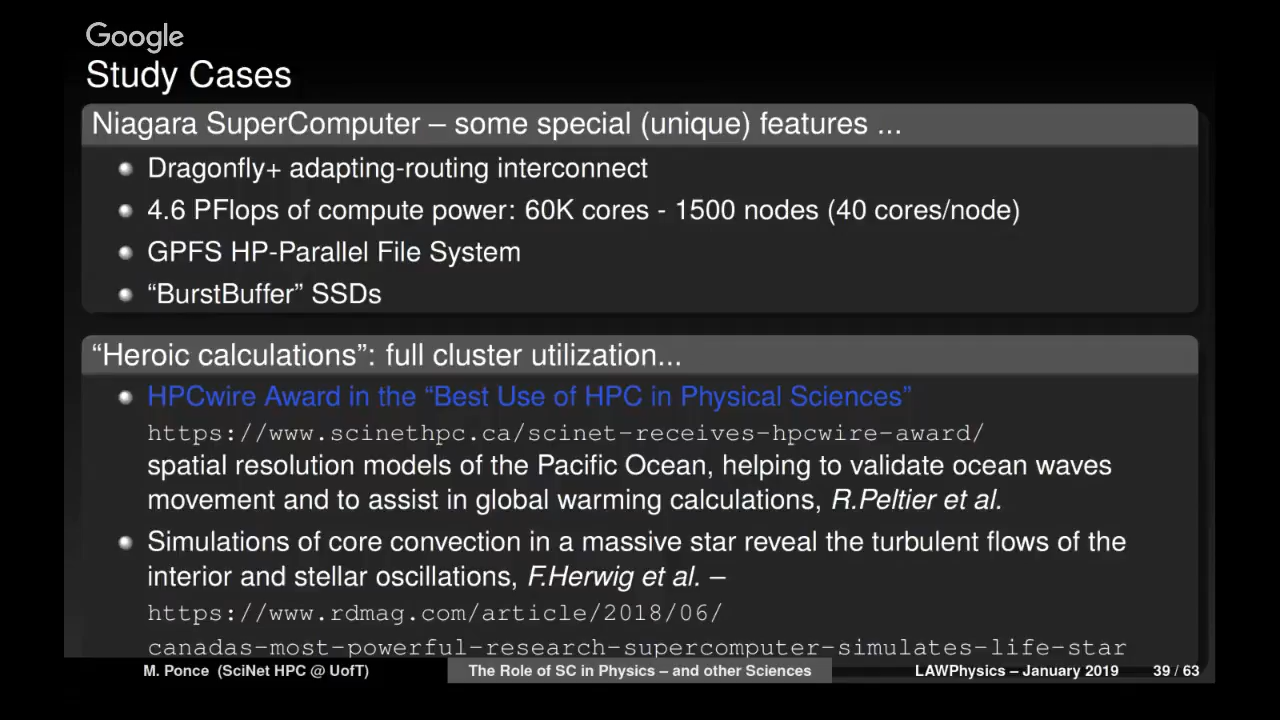 Google
Study Cases
Niagara SuperComputer – some special (unique) features ...
Dragonfly+ adapting-routing interconnect
4.6 PFlops of compute power: 60K cores - 1500 nodes (40 cores/node)
GPFS HP-Parallel File System
“BurstBuffer” SSDs
“Heroic calculations”: full cluster utilization...
HPCwire Award in the “Best Use of HPC in Physical Sciences”
https://www.scinethpc.ca/scinet-receives-hpcwire-award/
spatial resolution models of the Pacific Ocean, helping to validate ocean waves
movement and to assist in global warming calculations, R.Peltier et al.
Simulations of core convection in a massive star reveal the turbulent flows of the
interior and stellar oscillations, F.Herwig et al. –
https://www.rdmag.com/article/2018/06/
canadas-most-powerful-research-supercomputer-simulates-life-star
M. Ponce (SciNet HPC @ UofT) The Role of SC in Physics – and other Sciences LAWPhysics – January 2019 39 / 63